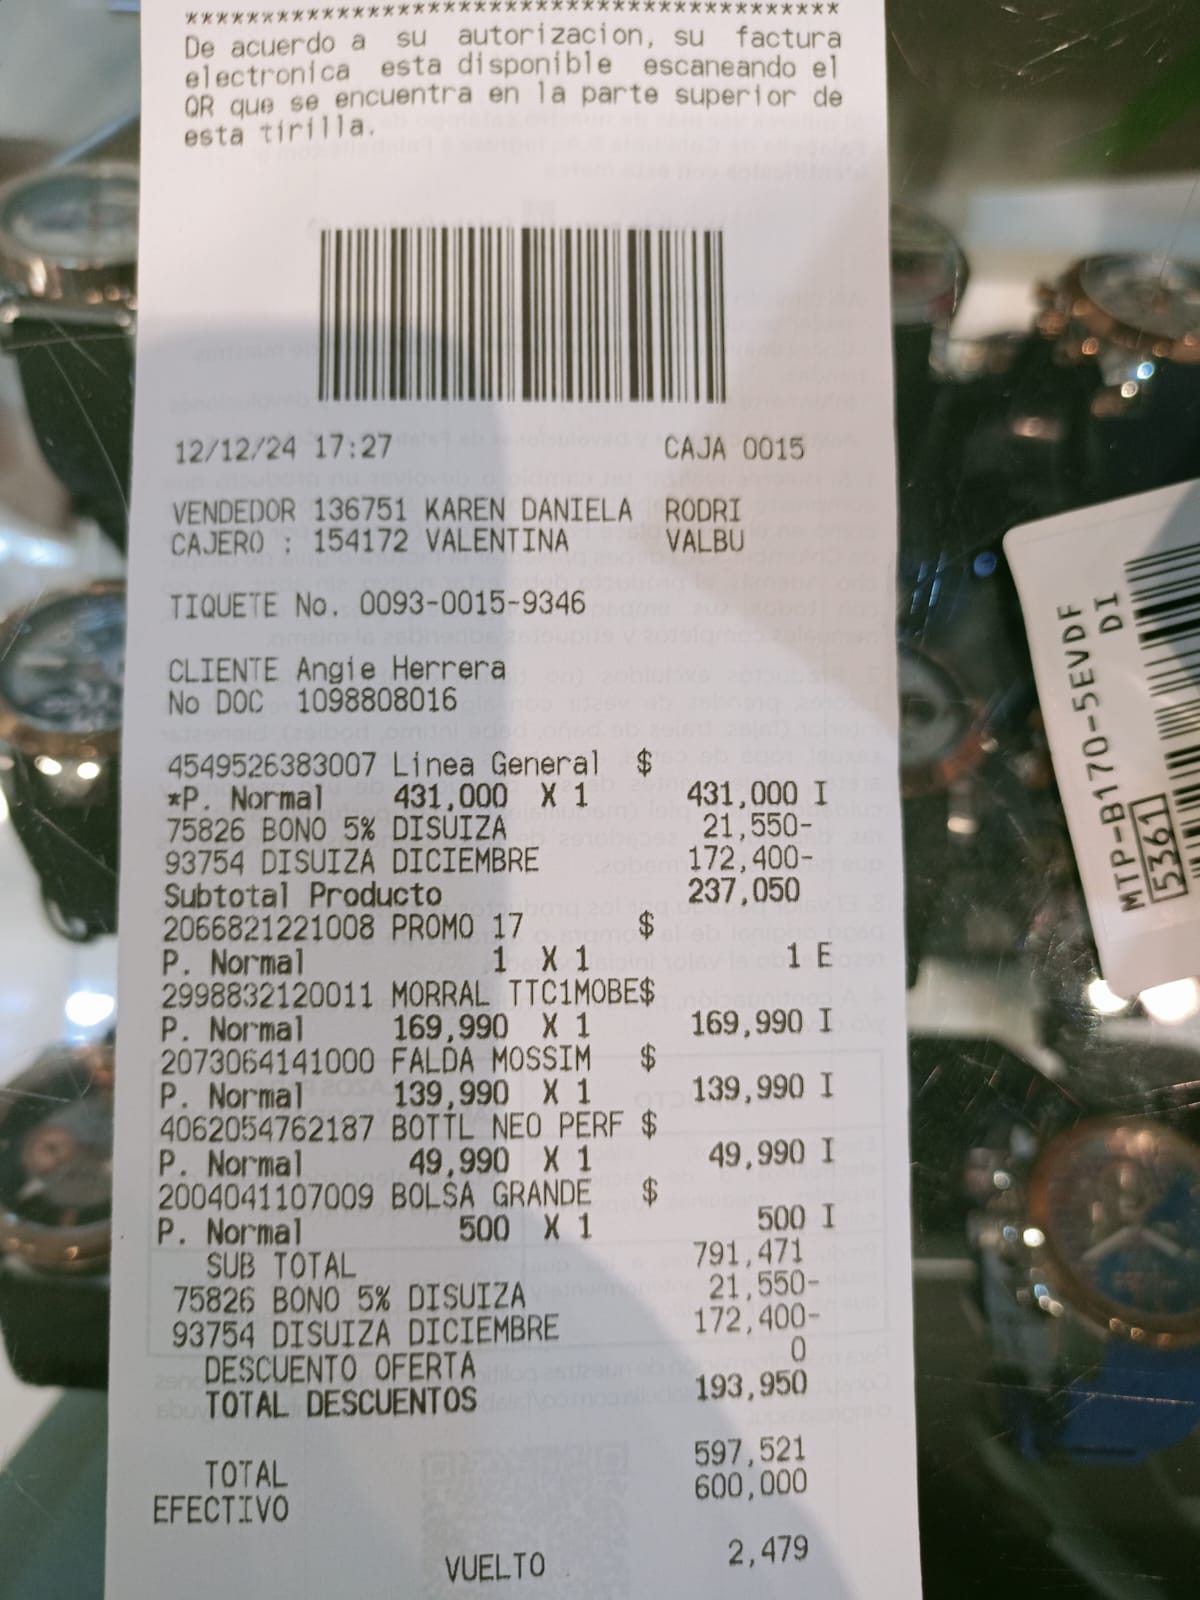 ******************************************
De acuerdo a su autorizacion, su factura
electronica esta disponible escaneando el
QR que se encuentra en la parte superior de
esta tirilla.
12/12/24 17:27 CAJA 0015
VENDEDOR 136751 KAREN DANIELA RODRI
CAJERO : 154172 VALENTINA VALBU
TIQUETE No. 0093-0015-9346
CLIENTE Angie Herrera
No DOC 1098808016
4549526383007 Linea General $
*P. Normal 431,000 X 1 431,000 I
75826 BONO 5% DISUIZA 21,550-
93754 DISUIZA DICIEMBRE 172,400-
Subtotal Producto 237,050
2066821221008 PROMO 17 $
P. Normal 1 X 1 1 E
2998832120011 MORRAL TTC1MOBE$
P. Normal 169,990 X 1 169,990 I
2073064141000 FALDA MOSSIM $
P. Normal 139,990 X 1 139,990 I
4062054762187 BOTTL NEO PERF $
P. Normal 49,990 X 1 49,990 I
2004041107009 BOLSA GRANDE $
P. Normal 500 X 1 500 I
SUB TOTAL 791,471
75826 BONO 5% DISUIZA 21,550-
93754 DISUIZA DICIEMBRE 172,400-
DESCUENTO OFERTA 0
TOTAL DESCUENTOS 193,950
TOTAL 597,521
EFECTIVO 600,000
VUELTO 2,479
MTP-B170-5EVDF
DI
5361